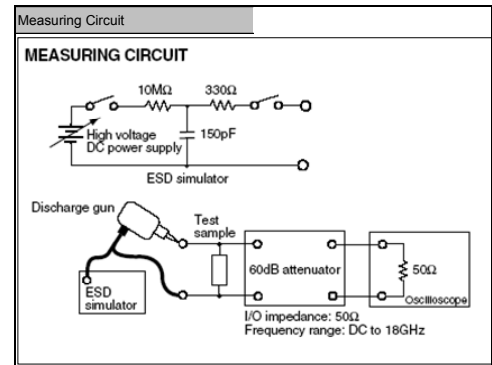 Measuring Circuit
MEASURING CIRCUIT
10MΩ
330Ω
High voltage
DC power supply
150pF
ESD simulator
Discharge gun
Test
sample
60dB attenuator
50Ω
ESD
simulator
Oscilloscope
I/O impedance: 50Ω
Frequency range: DC to 18GHz